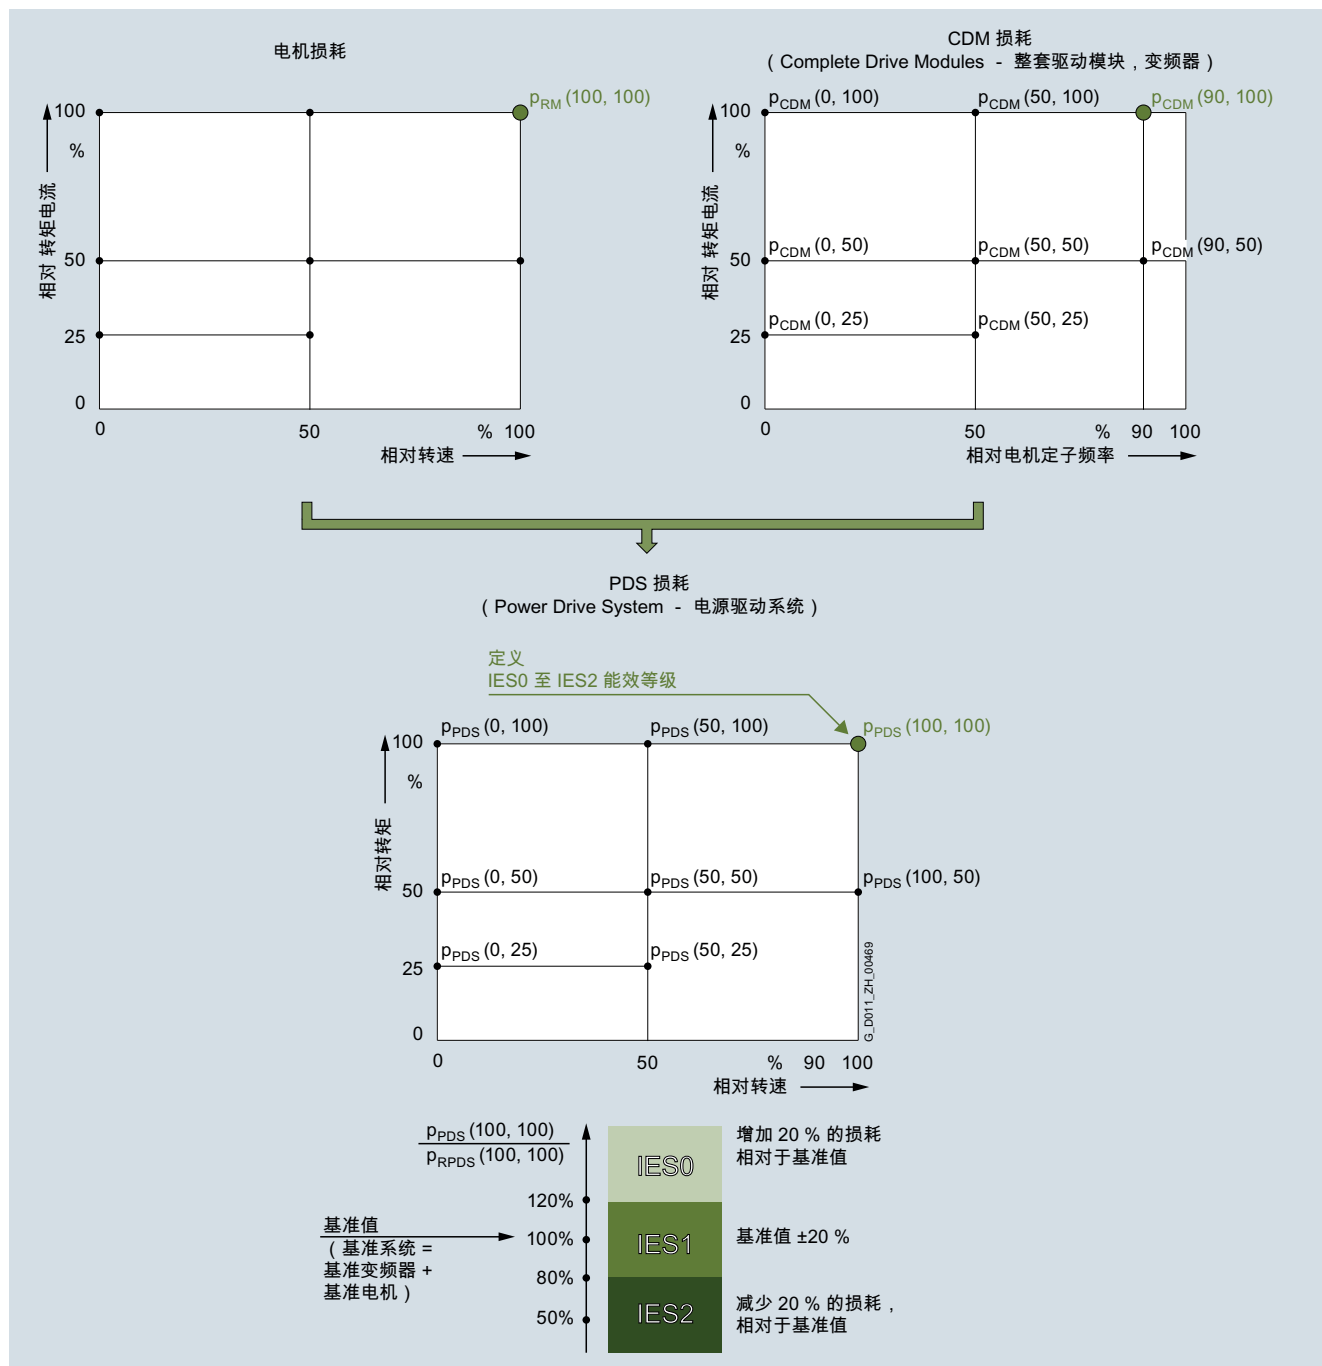 电机损耗
CDM 损耗
( Complete Drive Modules - 整套驱动模块 , 变频器 )
pRM (100, 100)
100
%
50
25
0
相对 转矩电流
0
50
% 100
相对转速
pCDM (0, 100)
pCDM (50, 100)
pCDM (90, 100)
100
%
pCDM (0, 50)
pCDM (50, 50)
pCDM (90, 50)
50
pCDM (0, 25)
pCDM (50, 25)
25
0
相对 转矩电流
0
50
% 90 100
相对电机定子频率
PDS 损耗
( Power Drive System - 电源驱动系统 )
定义
IES0 至 IES2 能效等级
pPDS (0, 100)
pPDS (50, 100)
pPDS (100, 100)
100
%
相对转矩
pPDS (0, 50)
pPDS (50, 50)
pPDS (100, 50)
50
pPDS (0, 25)
pPDS (50, 25)
25
0
G_D011_ZH_00469
0
50
% 90 100
相对转速
pPDS (100, 100)
pRPDS (100, 100)
IES0
增加 20 % 的损耗
相对于基准值
120%
基准值
( 基准系统 =
基准变频器 +
基准电机 )
100%
IES1
基准值 ±20 %
80%
50%
IES2
减少 20 % 的损耗 ,
相对于基准值